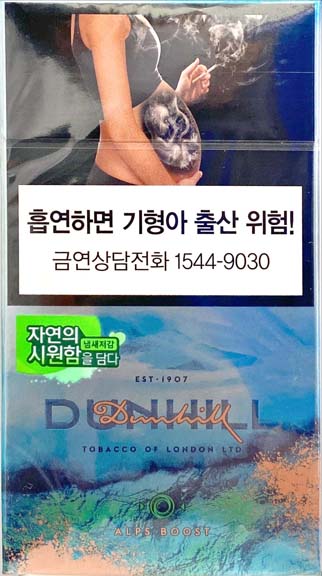 흡연하면 기형아 출산 위험!
금연상담전화 1544-9030
자연의
시원함을 담다
냄새저감
EST·1907
DUNHILL
Dunhill
TOBACCO OF LONDON LTD
ALPS BOOST